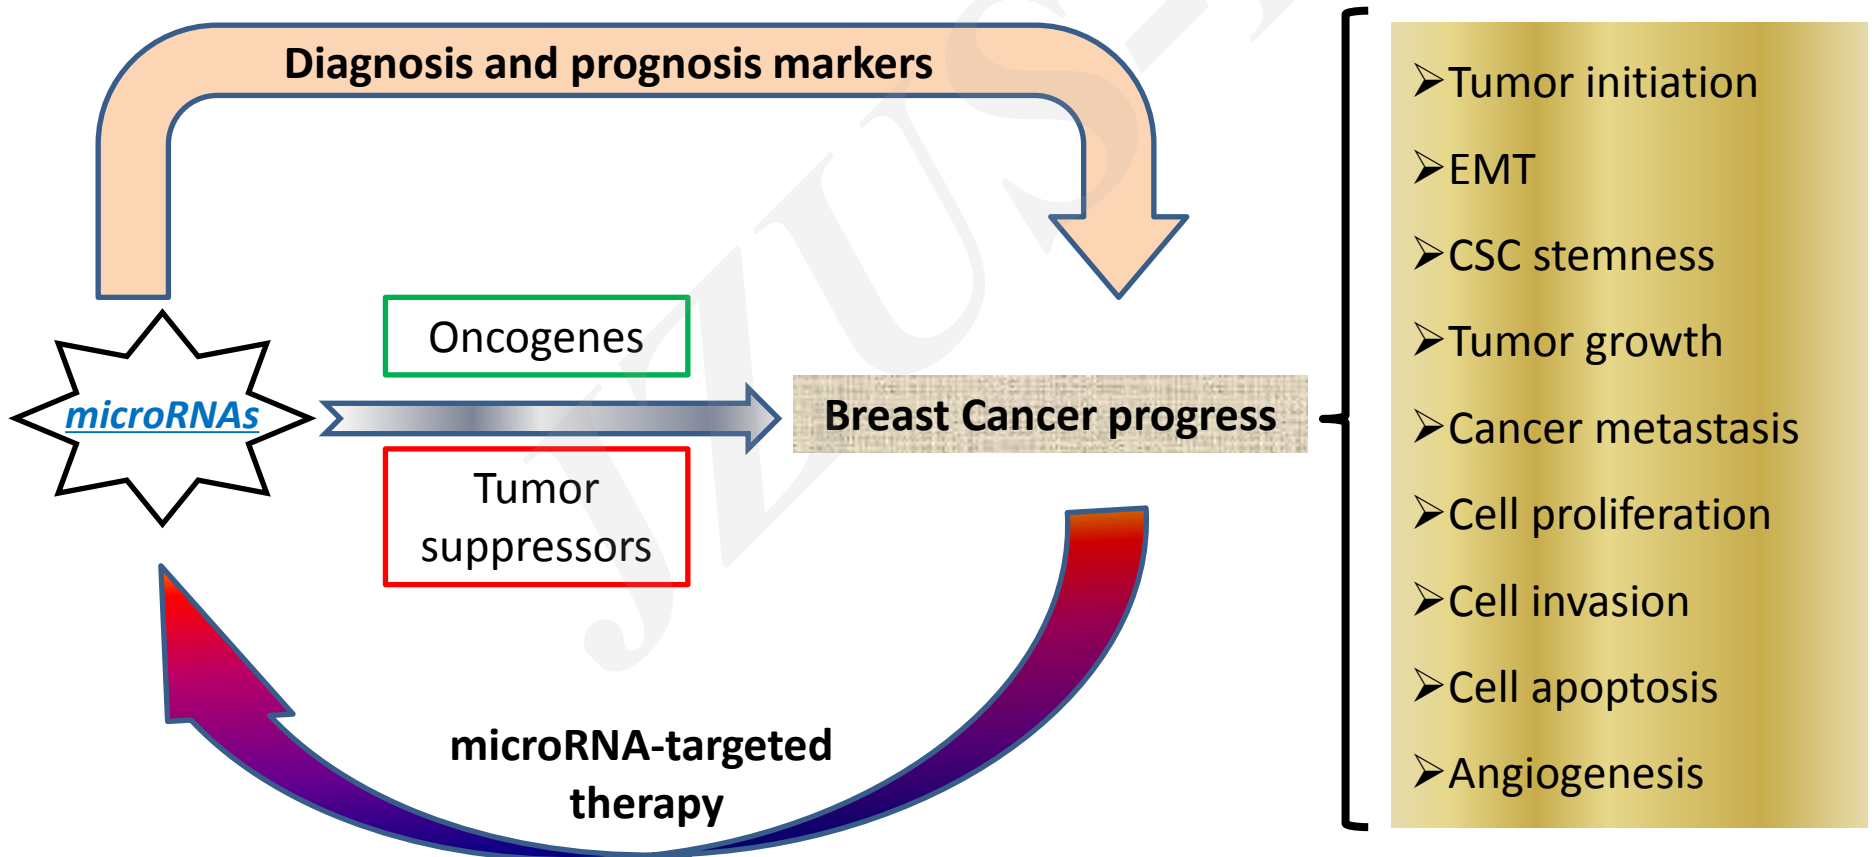 Diagnosis and prognosis markers
microRNAs
Oncogenes
Tumor
suppressors
Breast Cancer progress
microRNA-targeted
therapy
➢Tumor initiation
➢EMT
➢CSC stemness
➢Tumor growth
➢Cancer metastasis
➢Cell proliferation
➢Cell invasion
➢Cell apoptosis
➢Angiogenesis
JZUS-